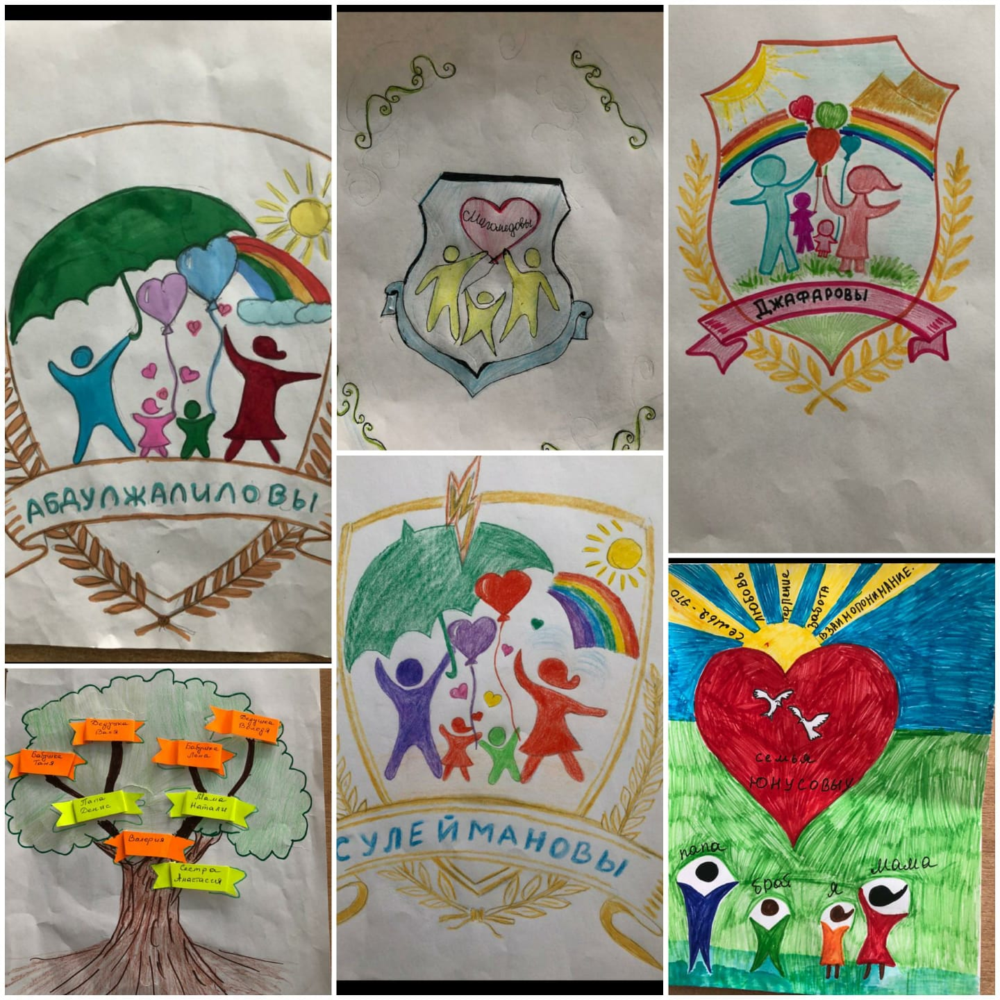 АБДУЛЖАЛИЛОВЫ
Магомедовы
ДЖАФАРОВЫ
Дедушка
Ваня
Дедушка
Володя
Бабушка
Таня
Бабушка
Лена
Папа
Денис
Мама
Натали
Валерия
Сестра
Анастасия
СУЛЕЙМАНОВЫ
семья - это
любовь
терпение
забота
взаимопонимание.
семья
ЮНУСОВЫХ
папа
брат
я
мама